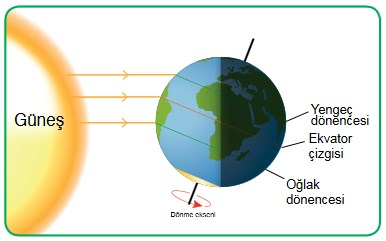 Güneş
Yengeç
dönencesi
Ekvator
çizgisi
Oğlak
dönencesi
Dönme ekseni